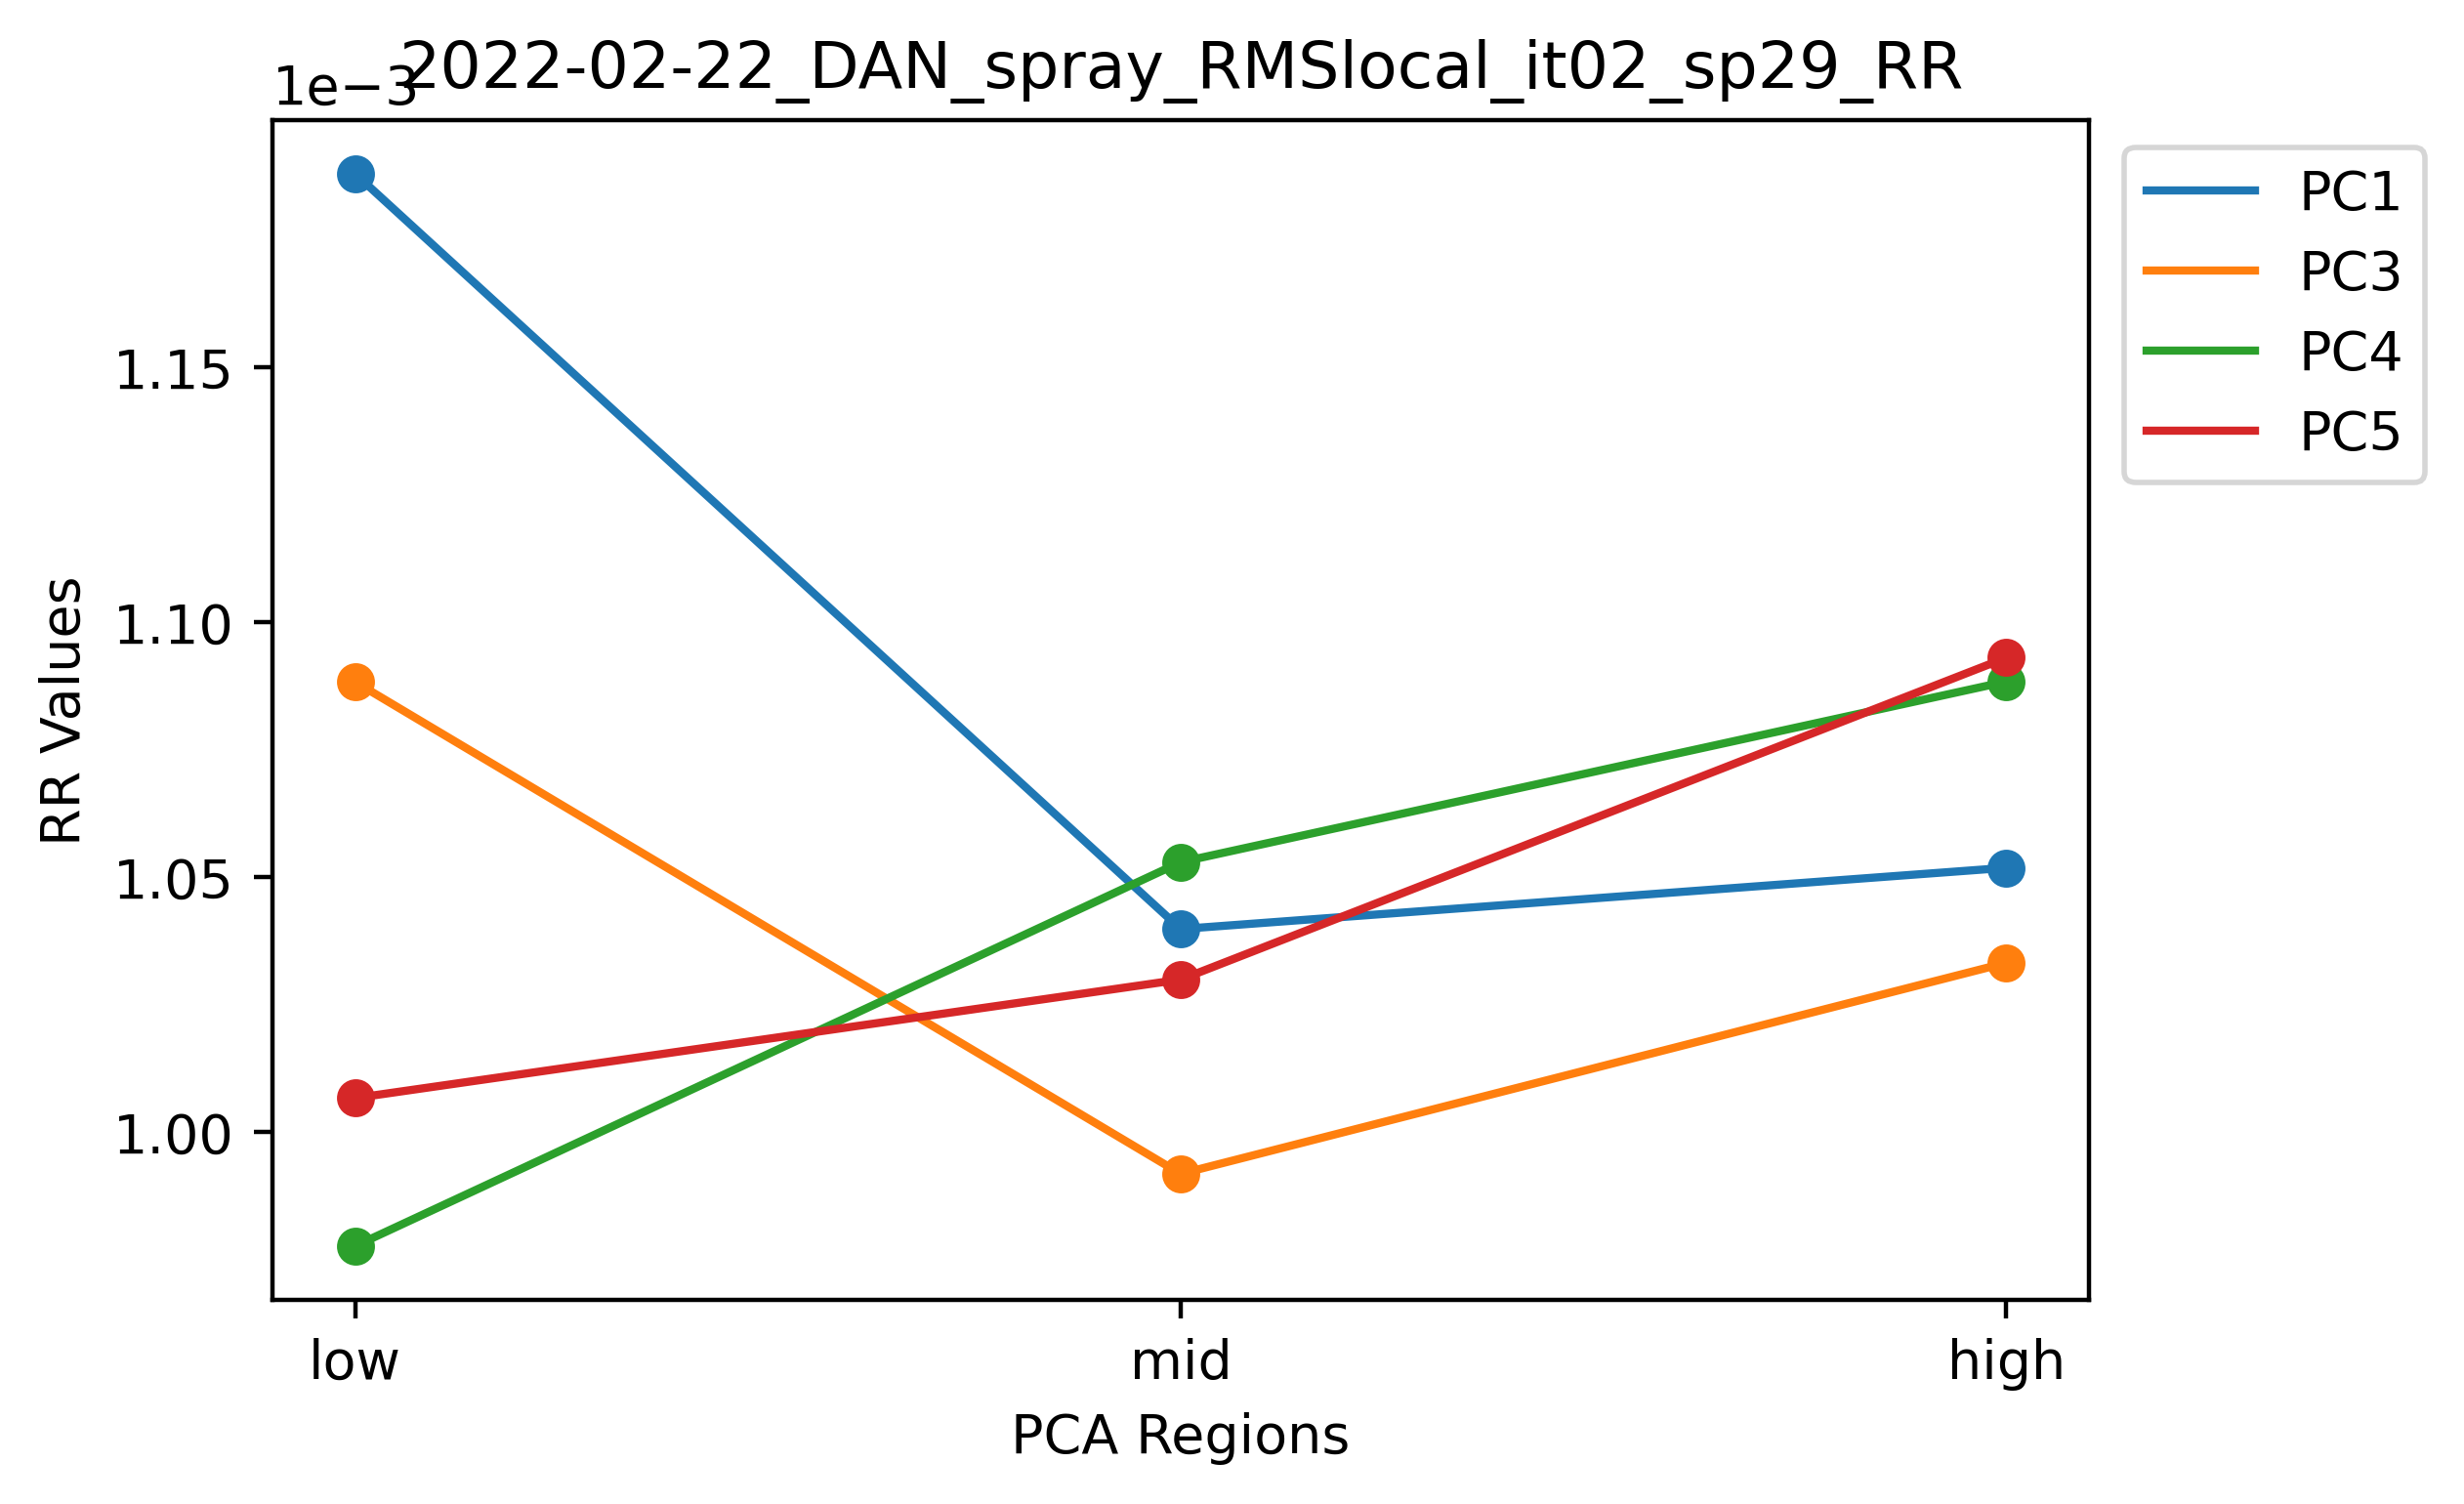 2022-02-22_DAN_spray_RMSlocal_it02_sp29_RR
1e−3
PC1
PC3
PC4
PC5
1.15
1.10
1.05
1.00
RR Values
low mid high
PCA Regions